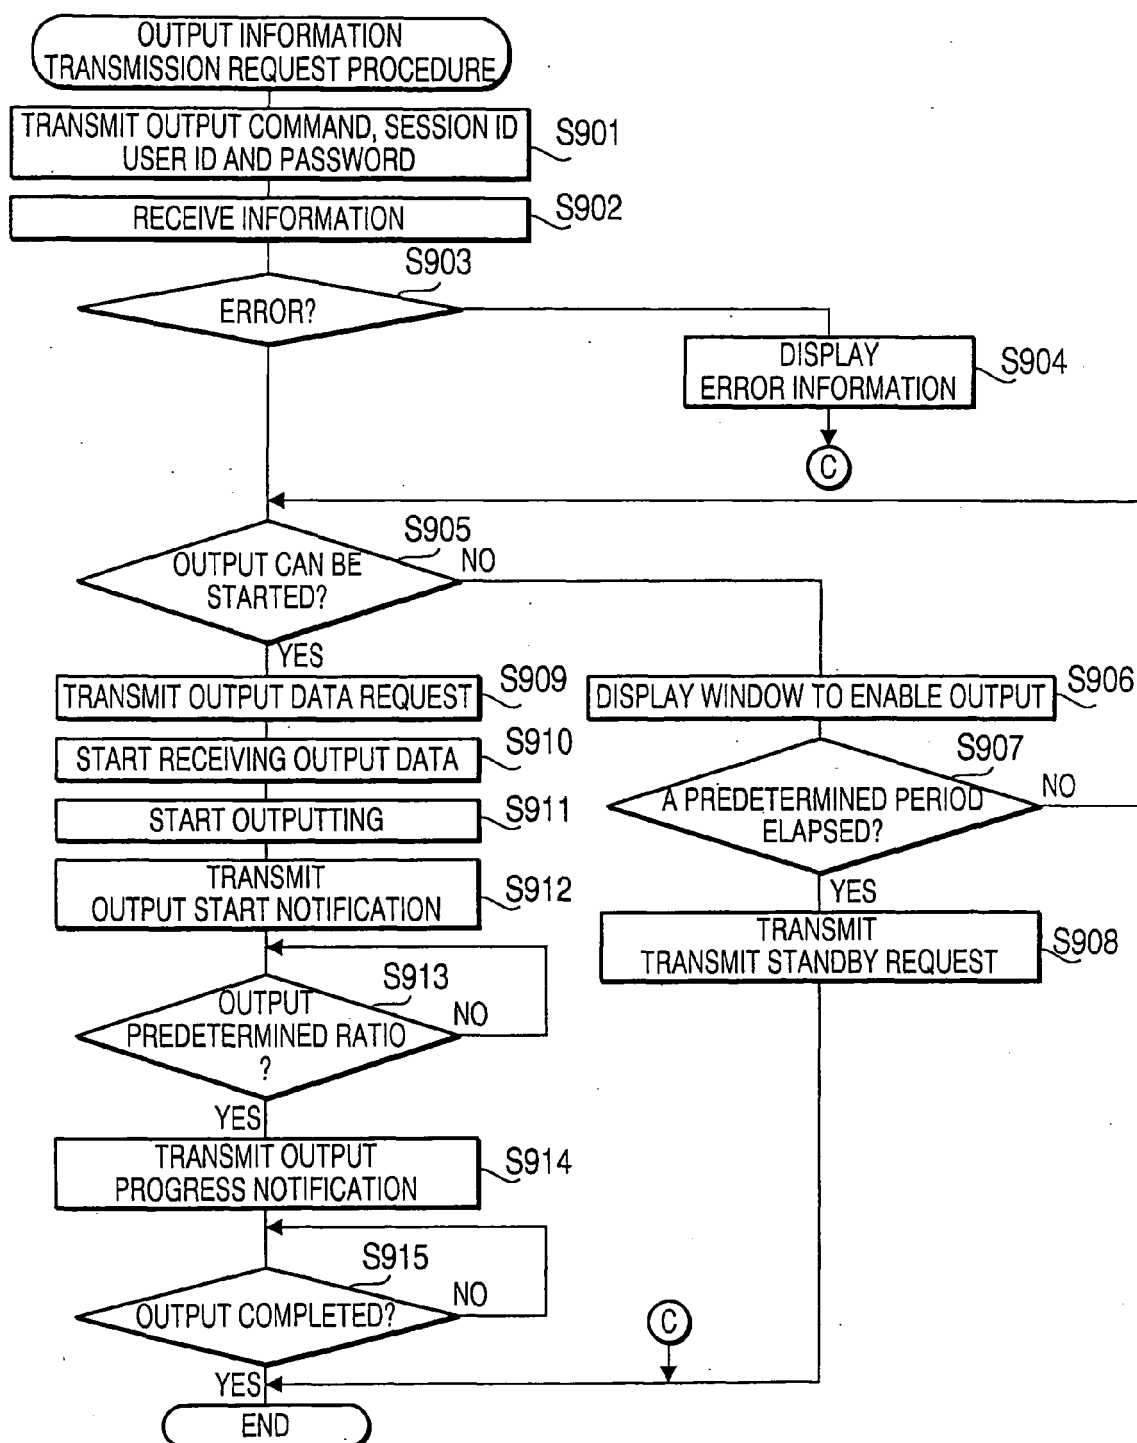 OUTPUT INFORMATION
TRANSMISSION REQUEST PROCEDURE
TRANSMIT OUTPUT COMMAND, SESSION ID
USER ID AND PASSWORD
S901
RECEIVE INFORMATION
S902
S903
ERROR?
DISPLAY
ERROR INFORMATION
S904
C
S905
OUTPUT CAN BE
STARTED?
NO
YES
TRANSMIT OUTPUT DATA REQUEST
S909
DISPLAY WINDOW TO ENABLE OUTPUT
S906
START RECEIVING OUTPUT DATA
S910
S907
A PREDETERMINED PERIOD
ELAPSED?
NO
START OUTPUTTING
S911
YES
TRANSMIT
OUTPUT START NOTIFICATION
S912
TRANSMIT
TRANSMIT STANDBY REQUEST
S908
S913
OUTPUT
PREDETERMINED RATIO
?
NO
YES
TRANSMIT OUTPUT
PROGRESS NOTIFICATION
S914
S915
OUTPUT COMPLETED?
NO
C
YES
END